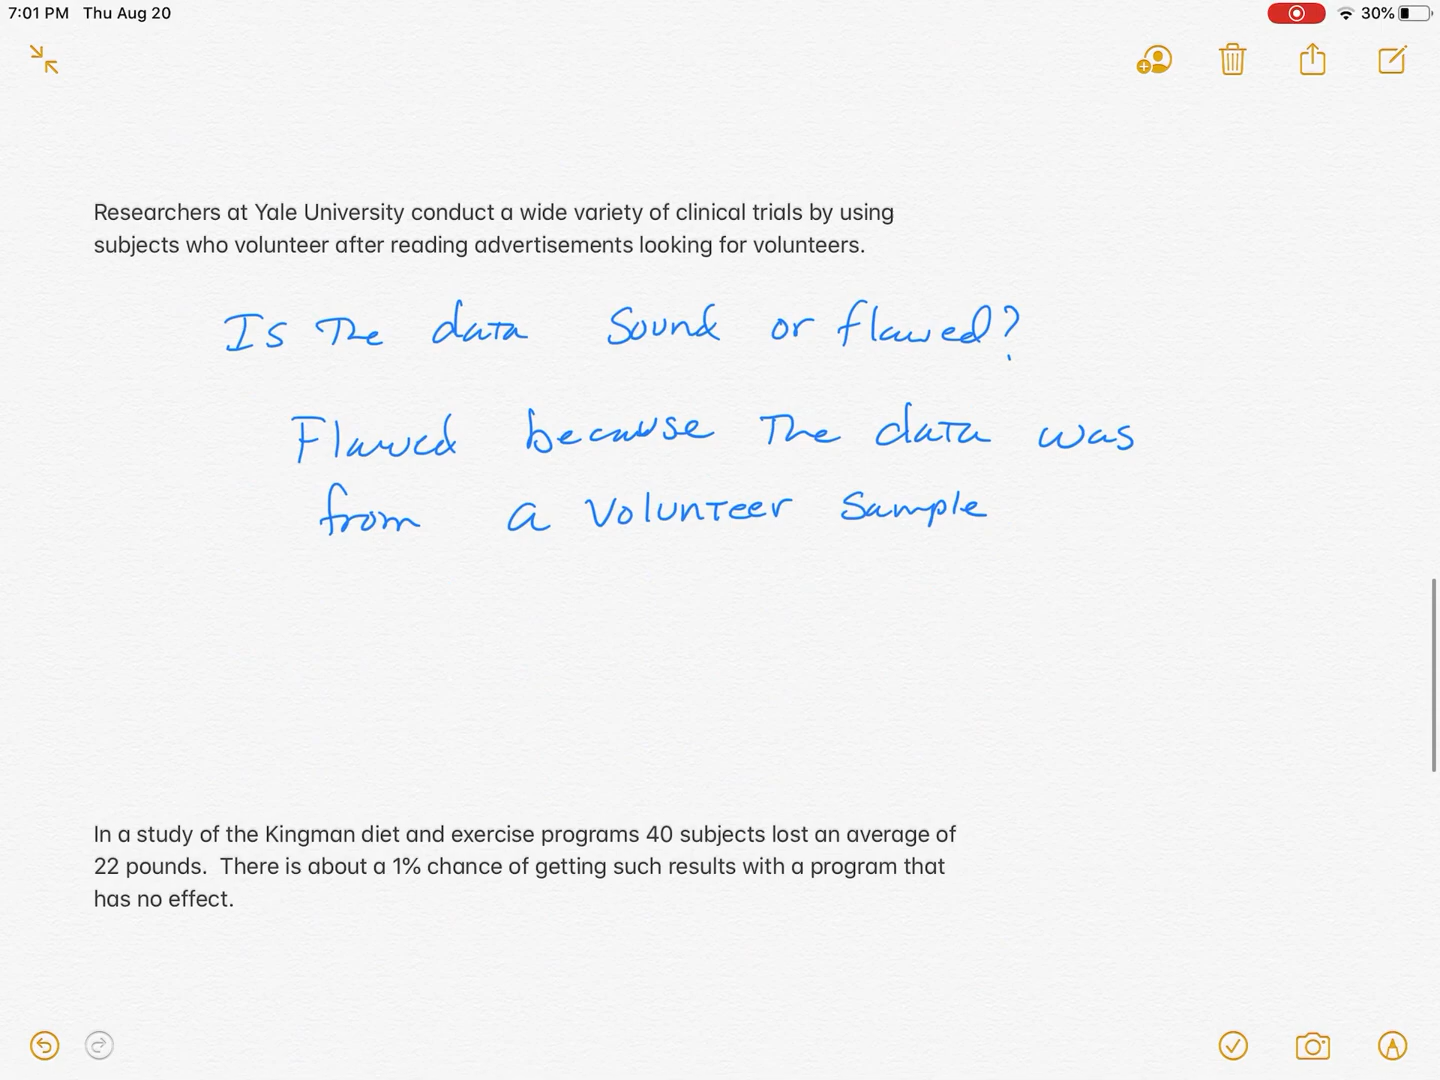 7:01 PM Thu Aug 20
30%
Researchers at Yale University conduct a wide variety of clinical trials by using
subjects who volunteer after reading advertisements looking for volunteers.
Is The data Sound or flawed?
Flawed because The data was
from a Volunteer Sample
In a study of the Kingman diet and exercise programs 40 subjects lost an average of
22 pounds. There is about a 1% chance of getting such results with a program that
has no effect.